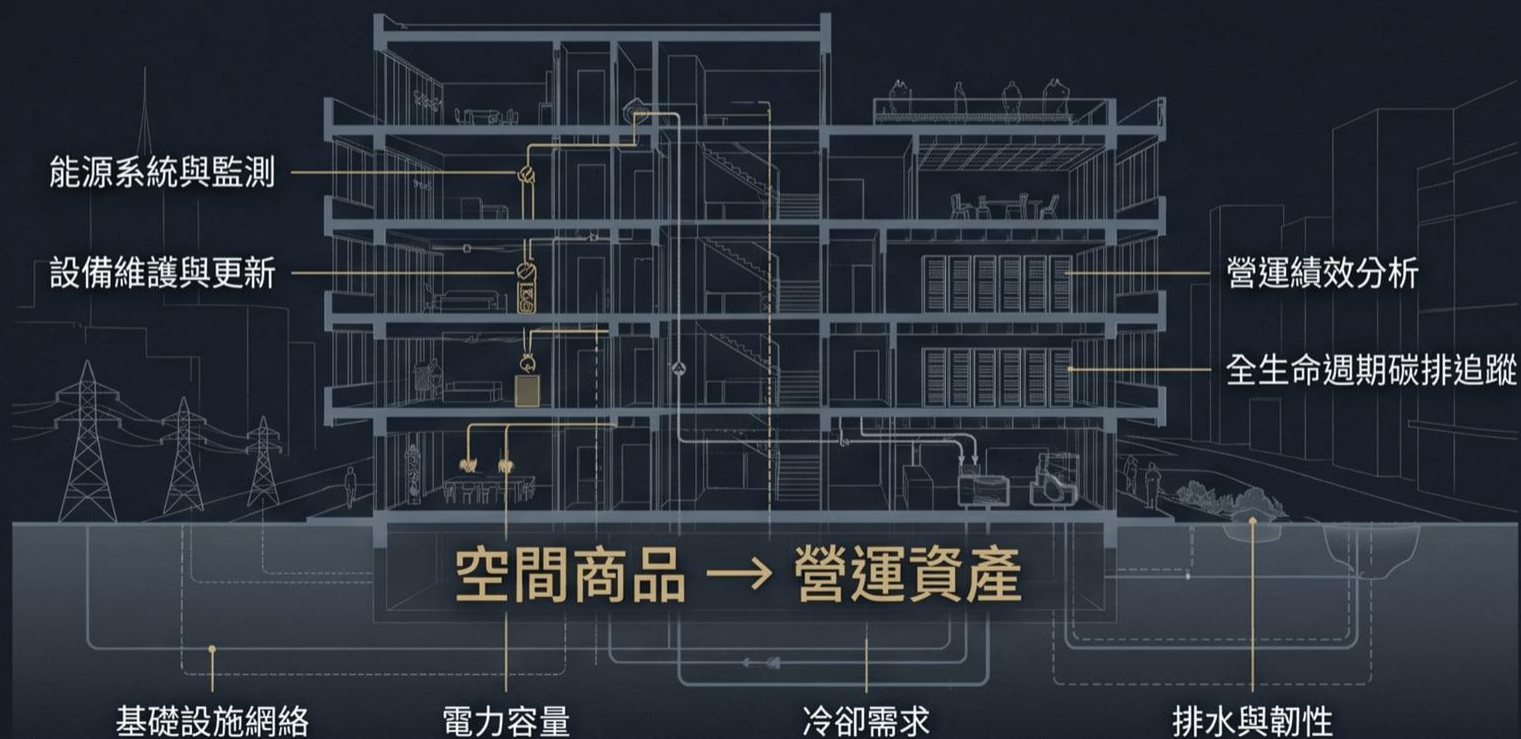 能源系統與監測
設備維護與更新
營運績效分析
全生命週期碳排追蹤
空間商品 → 營運資產
基礎設施網絡
電力容量
冷卻需求
排水與韌性